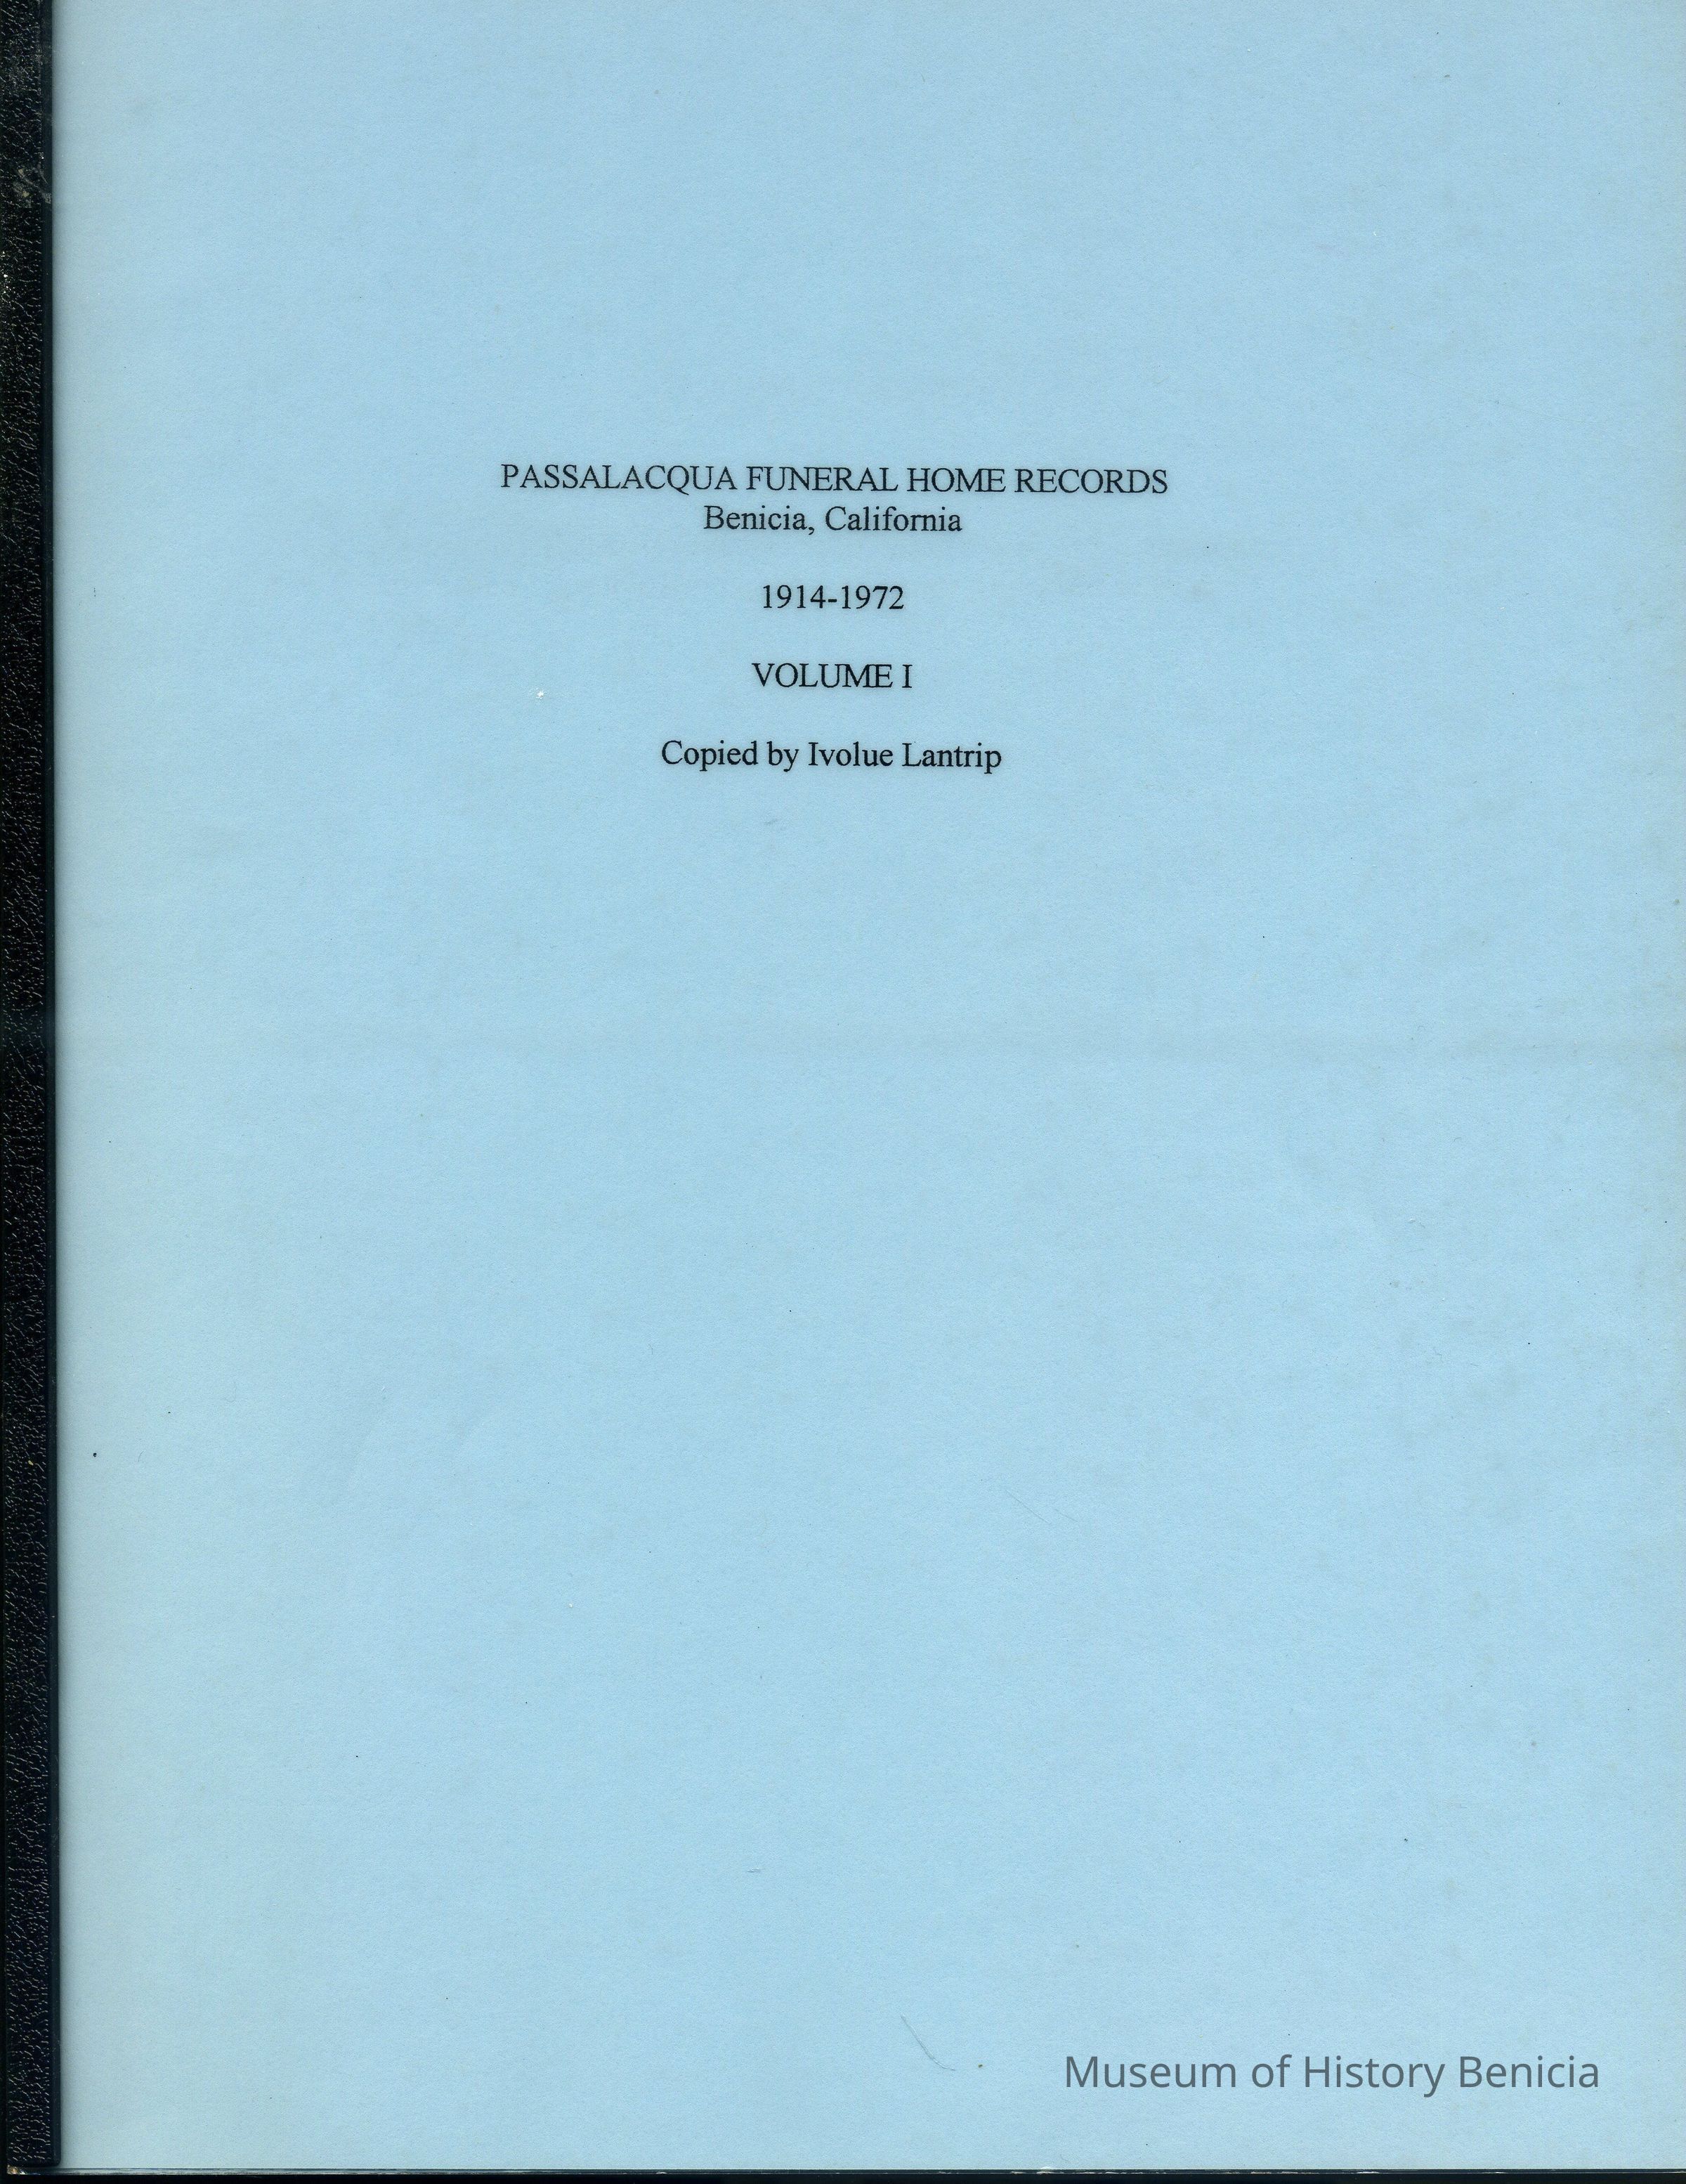 PASSALACQUA FUNERAL HOME RECORDS
Benicia, California
1914-1972
VOLUME I
Copied by Ivolue Lantrip
Museum of History Benicia